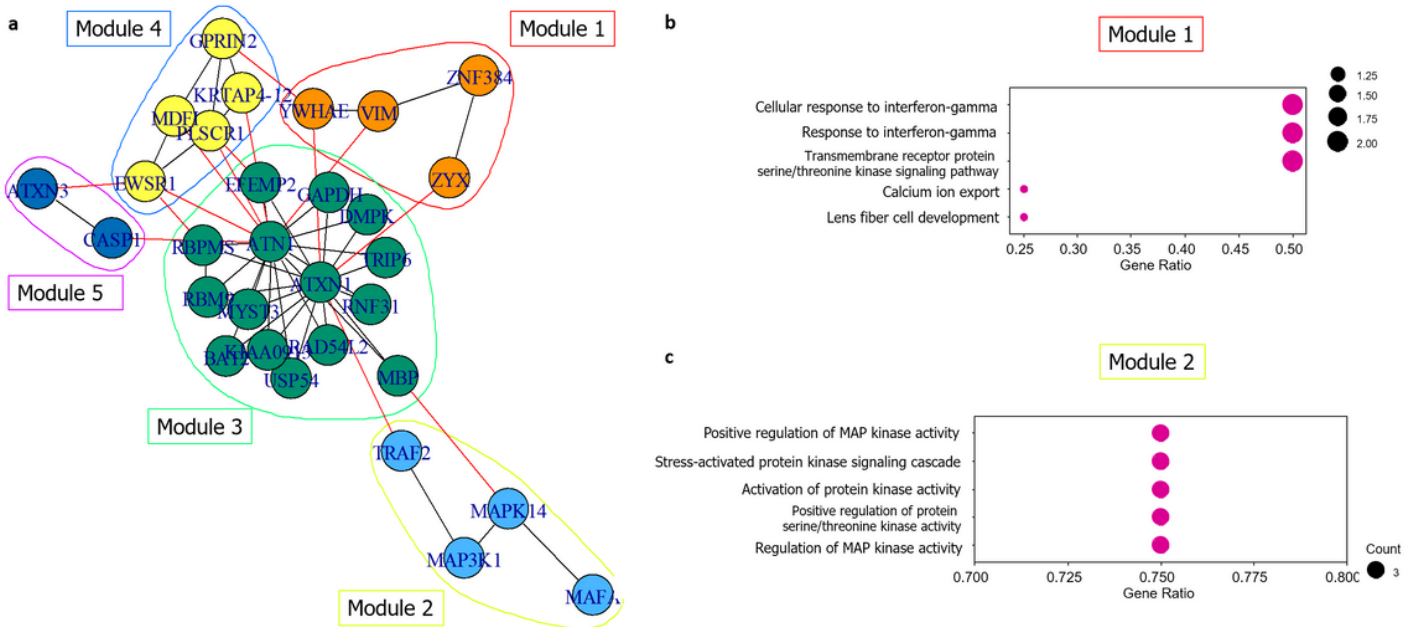 a
Module 4
Module 1
GPRIN2
ZNF384
KRTAP4-12
YWHAE
VIM
MDFI
PLSCR1
ZYX
ATXN3
EWSR1
EFEMP2
GAPDH
DMPK
CASP1
RBPMS
ATN1
TRIP6
ATXN1
Module 5
RBM9
MYST3
RNF31
BAT2
RAD54L2
USP54
MBP
Module 3
TRAF2
MAPK14
MAP3K1
MAFA
Module 2
b
Module 1
Cellular response to interferon-gamma
Response to interferon-gamma
Transmembrane receptor protein
serine/threonine kinase signaling pathway
Calcium ion export
Lens fiber cell development
0.25 0.30 0.35 0.40 0.45 0.50
Gene Ratio
1.25
1.50
1.75
2.00
c
Module 2
Positive regulation of MAP kinase activity
Stress-activated protein kinase signaling cascade
Activation of protein kinase activity
Positive regulation of protein
serine/threonine kinase activity
Regulation of MAP kinase activity
0.700 0.725 0.750 0.775 0.800
Gene Ratio
Count
3